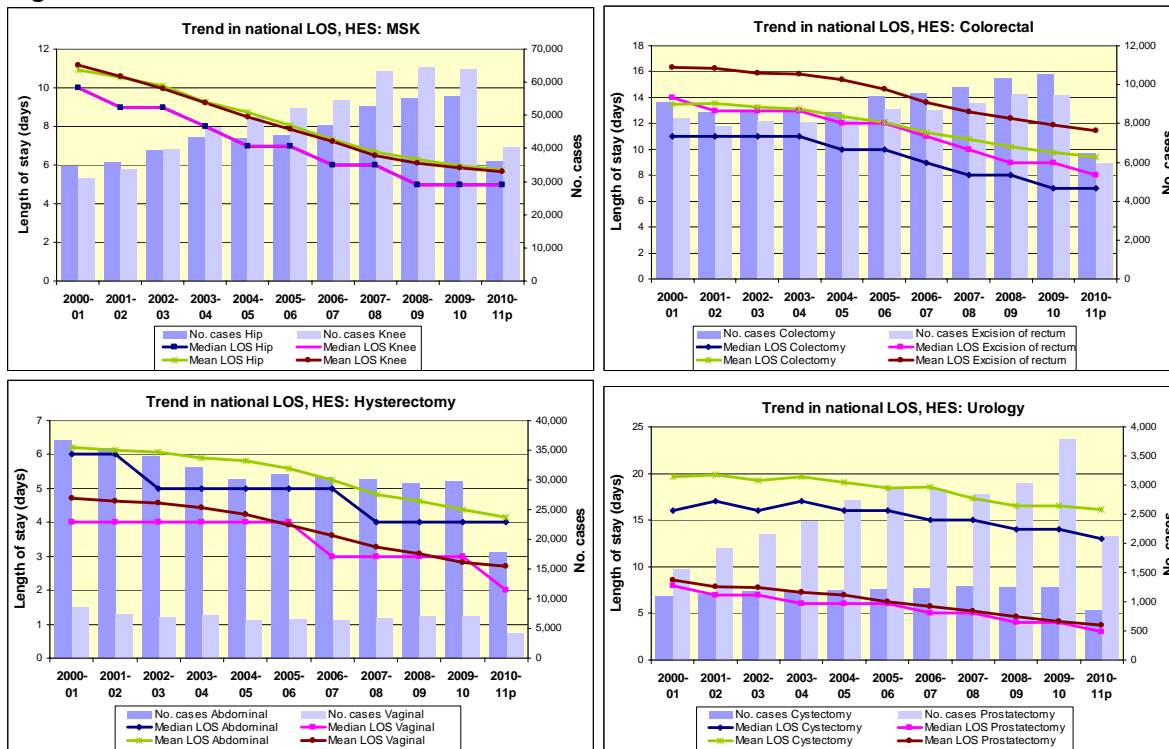 Trend in national LOS, HES: MSK
Length of stay (days)
12
10
8
6
4
2
0
70,000
60,000
50,000
40,000
30,000
20,000
10,000
0
No. cases
2000-01 2001-02 2002-03 2003-04 2004-05 2005-06 2006-07 2007-08 2008-09 2009-10 2010-11p
No. cases Hip No. cases Knee
Median LOS Hip Median LOS Knee
Mean LOS Hip Mean LOS Knee
Trend in national LOS, HES: Colorectal
Length of stay (days)
18
16
14
12
10
8
6
4
2
0
12,000
10,000
8,000
6,000
4,000
2,000
0
No. cases
2000-01 2001-02 2002-03 2003-04 2004-05 2005-06 2006-07 2007-08 2008-09 2009-10 2010-11p
No. cases Colectomy No. cases Excision of rectum
Median LOS Colectomy Median LOS Excision of rectum
Mean LOS Colectomy Mean LOS Excision of rectum
Trend in national LOS, HES: Hysterectomy
Length of stay (days)
7
6
5
4
3
2
1
0
40,000
35,000
30,000
25,000
20,000
15,000
10,000
5,000
0
No. cases
2000-01 2001-02 2002-03 2003-04 2004-05 2005-06 2006-07 2007-08 2008-09 2009-10 2010-11p
No. cases Abdominal No. cases Vaginal
Median LOS Abdominal Median LOS Vaginal
Mean LOS Abdominal Mean LOS Vaginal
Trend in national LOS, HES: Urology
Length of stay (days)
25
20
15
10
5
0
4,000
3,500
3,000
2,500
2,000
1,500
1,000
500
0
No. cases
2000-01 2001-02 2002-03 2003-04 2004-05 2005-06 2006-07 2007-08 2008-09 2009-10 2010-11p
No. cases Cystectomy No. cases Prostatectomy
Median LOS Cystectomy Median LOS Prostatectomy
Mean LOS Cystectomy Mean LOS Prostatectomy